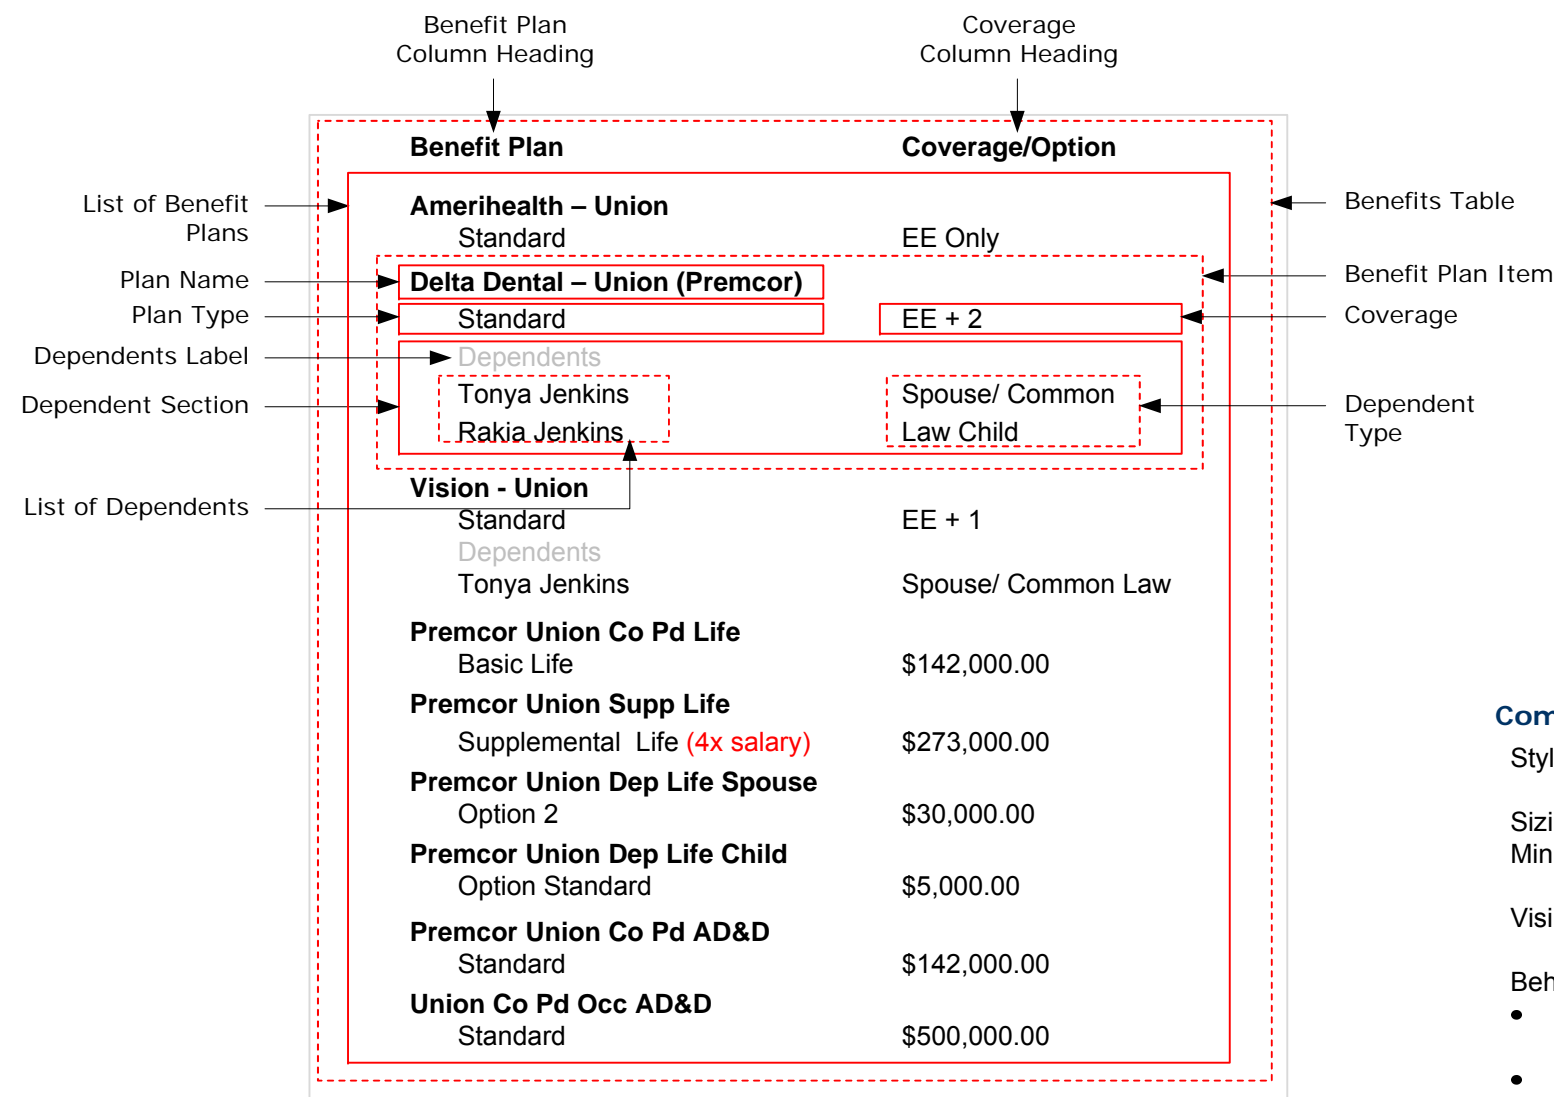 Benefit Plan
Column Heading
Coverage
Column Heading
Benefit Plan Coverage/Option
List of Benefit
Plans
Amerihealth – Union
Standard EE Only
Benefits Table
Plan Name
Delta Dental – Union (Premcor)
Benefit Plan Item
Plan Type
Standard EE + 2
Coverage
Dependents Label
Dependents
Dependent Section
Tonya Jenkins Spouse/ Common
Rakia Jenkins Law Child
Dependent
Type
List of Dependents
Vision - Union
Standard EE + 1
Dependents
Tonya Jenkins Spouse/ Common Law
Premcor Union Co Pd Life
Basic Life $142,000.00
Premcor Union Supp Life
Supplemental Life (4x salary) $273,000.00
Premcor Union Dep Life Spouse
Option 2 $30,000.00
Premcor Union Dep Life Child
Option Standard $5,000.00
Premcor Union Co Pd AD&D
Standard $142,000.00
Union Co Pd Occ AD&D
Standard $500,000.00